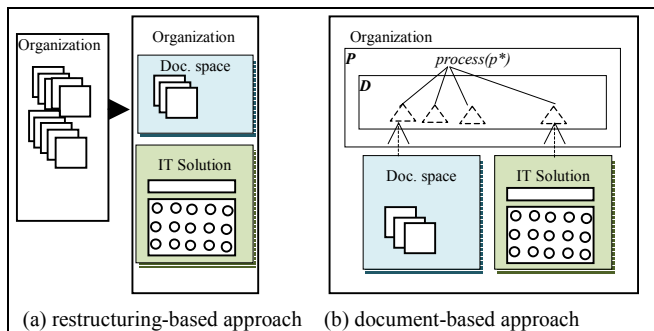 Organization
Organization
Doc. space
IT Solution
(a) restructuring-based approach
Organization
P
process(p*)
D
Doc. space
IT Solution
(b) document-based approach